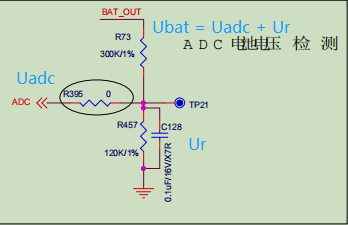 BAT_OUT
Ubat = Uadc + Ur
R73
ADC 电池电压检测
300K/1%
Uadc
R395 0
ADC
TP21
R457
C128
Ur
120K/1%
0.1uF/16V/X7R